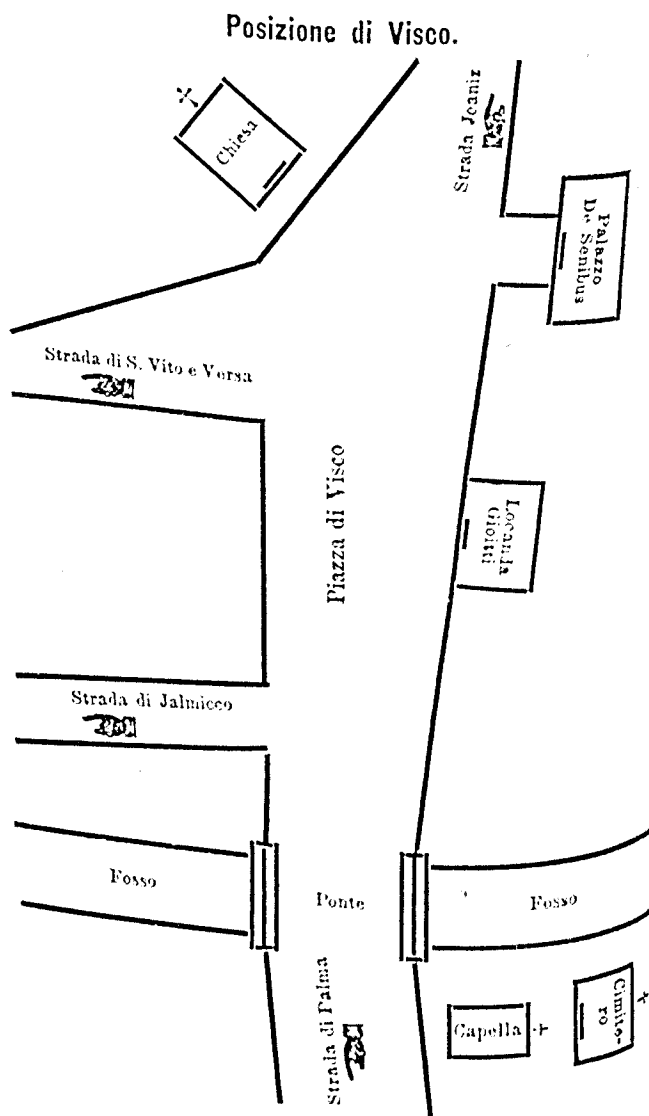 Posizione di Visco.
Strada Jeaniz
Chiesa
Palazzo
De Senibus
Strada di S. Vito e Versa
Piazza di Visco
Locanda
Gioitti
Strada di Jalmicco
Fosso
Ponte
Fosso
Strada di Palma
Capella
Cimite-
ro